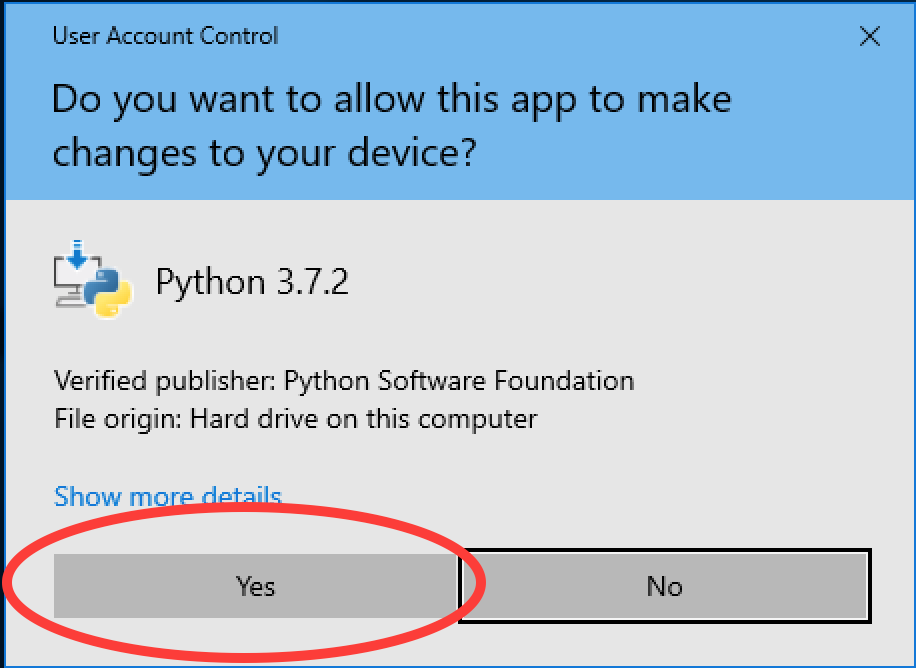 User Account Control
Do you want to allow this app to make
changes to your device?
Python 3.7.2
Verified publisher: Python Software Foundation
File origin: Hard drive on this computer
Show more details
Yes
No